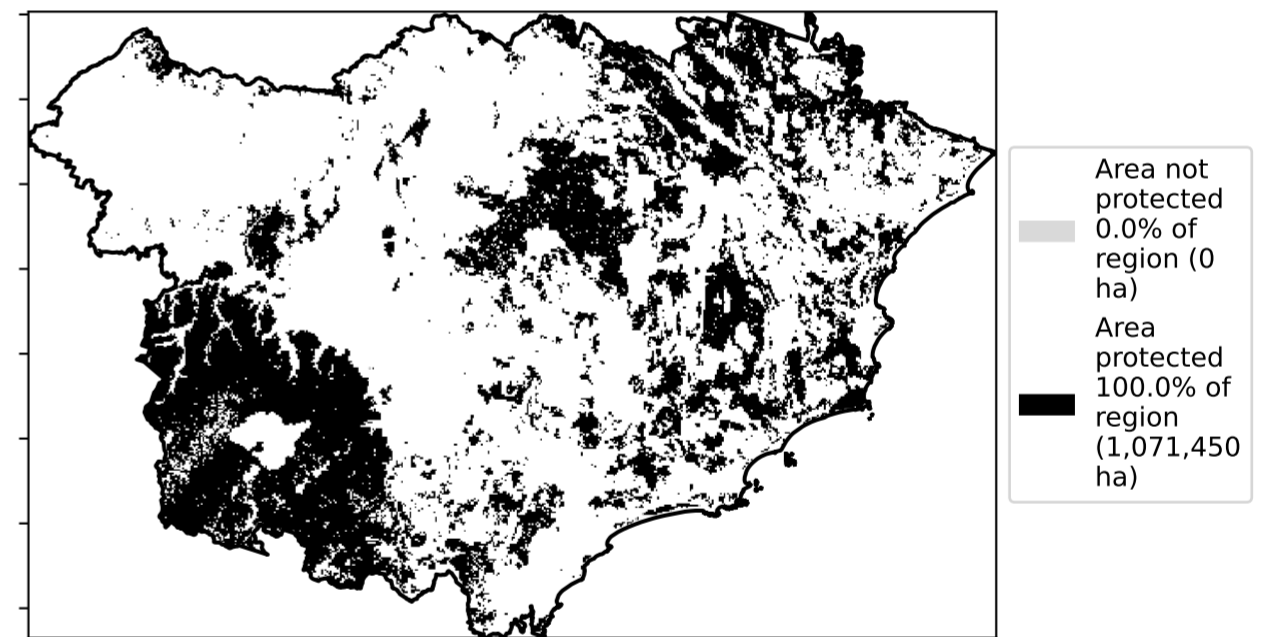 Area not
protected
0.0% of
region (0
ha)
Area
protected
100.0% of
region
(1,071,450
ha)